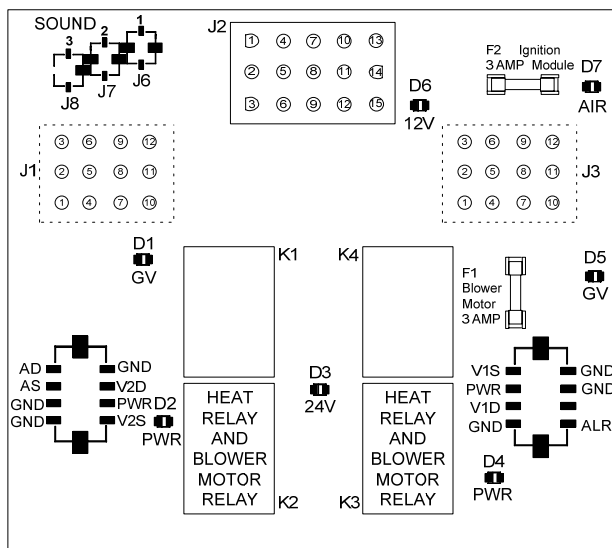 SOUND
3 2 1
J8 J7 J6
J2
1 4 7 10 13
2 5 8 11 14
3 6 9 12 15
D6
12V
F2 Ignition
3 AMP Module
D7
AIR
J1
3 6 9 12
2 5 8 11
1 4 7 10
J3
3 6 9 12
2 5 8 11
1 4 7 10
D1
GV
K1
K4
F1
Blower
Motor
3 AMP
D5
GV
AD GND
AS V2D
GND PWR
GND V2S
D2
PWR
HEAT
RELAY
AND
BLOWER
MOTOR
RELAY
K2
D3
24V
HEAT
RELAY
AND
BLOWER
MOTOR
RELAY
K3
V1S GND
PWR GND
V1D
GND ALR
D4
PWR